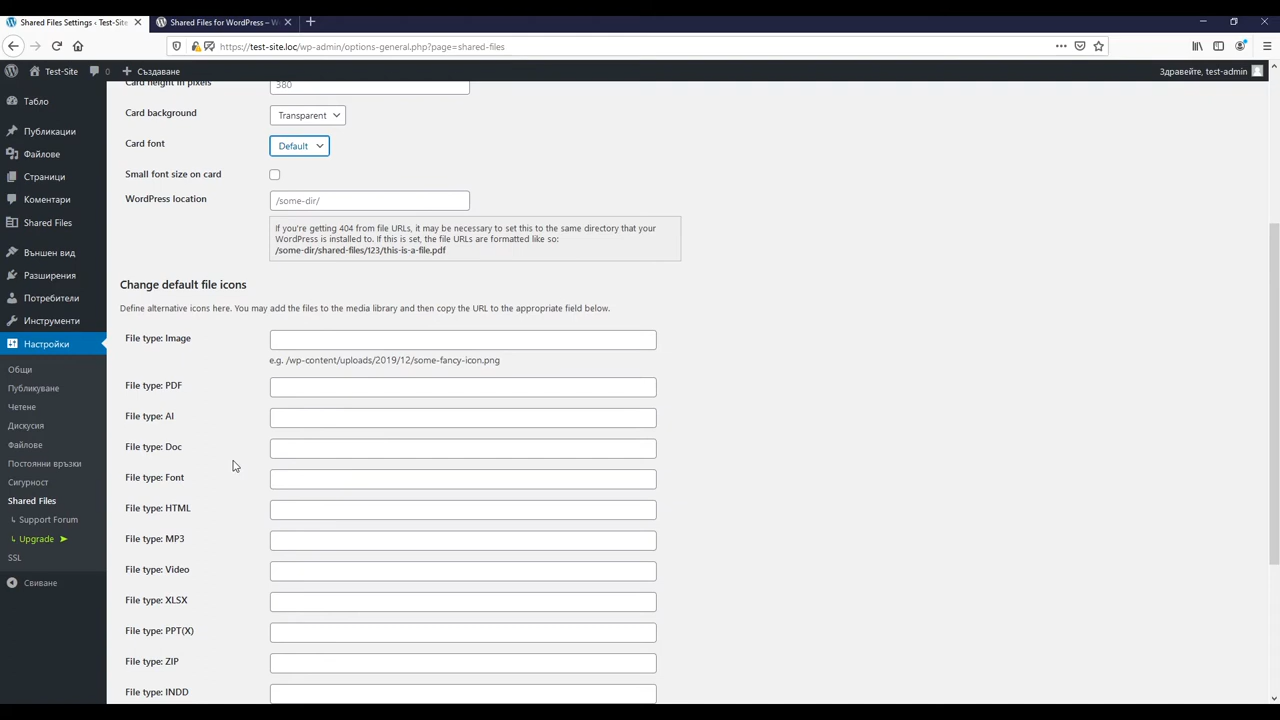 Shared Files Settings ‹ Test-Site
Shared Files for WordPress – W
https://test-site.loc/wp-admin/options-general.php?page=shared-files
Test-Site
0
Създаване
Здравейте, test-admin
Табло
Публикации
Файлове
Страници
Коментари
Shared Files
Външен вид
Разширения
Потребители
Инструменти
Настройки
Общи
Публикуване
Четене
Дискусия
Файлове
Постоянни връзки
Сигурност
Shared Files
↳ Support Forum
↳ Upgrade ➤
SSL
Свиване
Card height in pixels
380
Card background
Transparent
Card font
Default
Small font size on card
WordPress location
/some-dir/
If you're getting 404 from file URLs, it may be necessary to set this to the same directory that your
WordPress is installed to. If this is set, the file URLs are formatted like so:
/some-dir/shared-files/123/this-is-a-file.pdf
Change default file icons
Define alternative icons here. You may add the files to the media library and then copy the URL to the appropriate field below.
File type: Image
e.g. /wp-content/uploads/2019/12/some-fancy-icon.png
File type: PDF
File type: AI
File type: Doc
File type: Font
File type: HTML
File type: MP3
File type: Video
File type: XLSX
File type: PPT(X)
File type: ZIP
File type: INDD